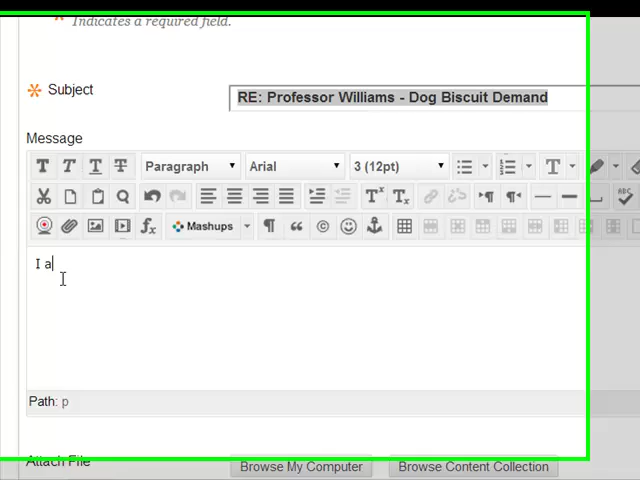 Indicates a required field.
Subject
RE: Professor Williams - Dog Biscuit Demand
Message
T T T T Paragraph Arial 3 (12pt) T
Mashups
I a
Path: p
Attach File
Browse My Computer Browse Content Collection